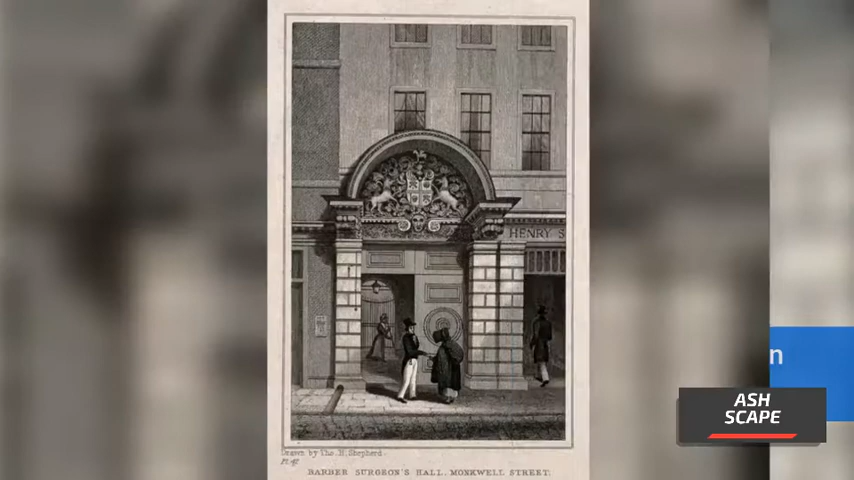 HENRY S
n
ASH
SCAPE
Drawn by Tho. H. Shepherd.
BARBER SURGEON'S HALL, MONKWELL STREET.